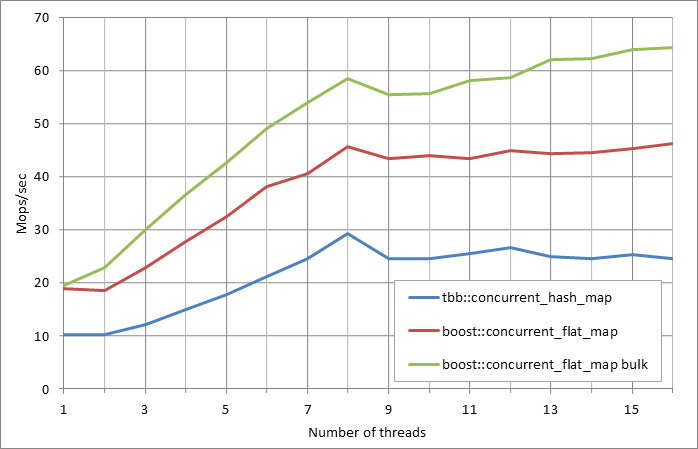 70
60
50
40
30
20
10
0
Mops/sec
tbb::concurrent_hash_map
boost::concurrent_flat_map
boost::concurrent_flat_map bulk
1 3 5 7 9 11 13 15
Number of threads